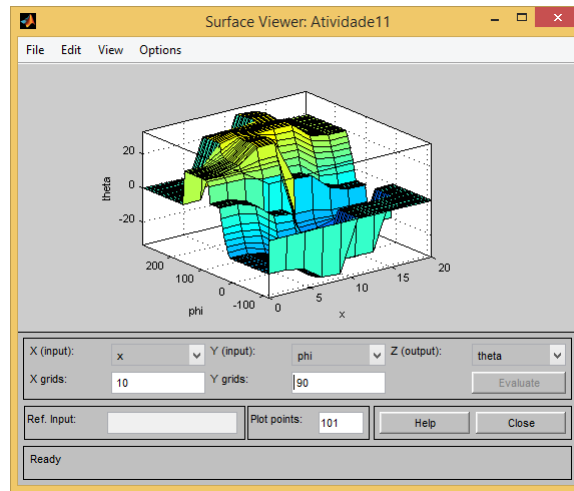 Surface Viewer: Atividade11
File Edit View Options
20
0
-20
theta
200
100
0
-100
phi
0
5
10
15
20
x
X (input): x Y (input): phi Z (output): theta
X grids: 10 Y grids: 90 Evaluate
Ref. Input: Plot points: 101 Help Close
Ready